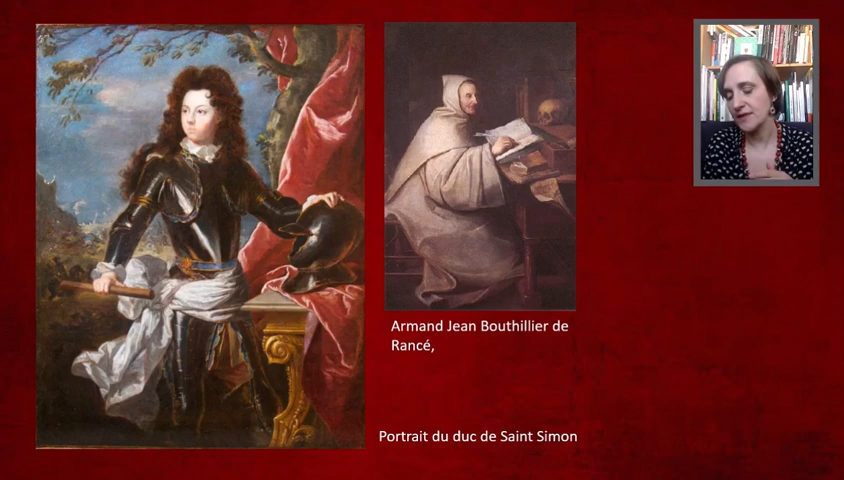 Armand Jean Bouthillier de
Rancé,
Portrait du duc de Saint Simon